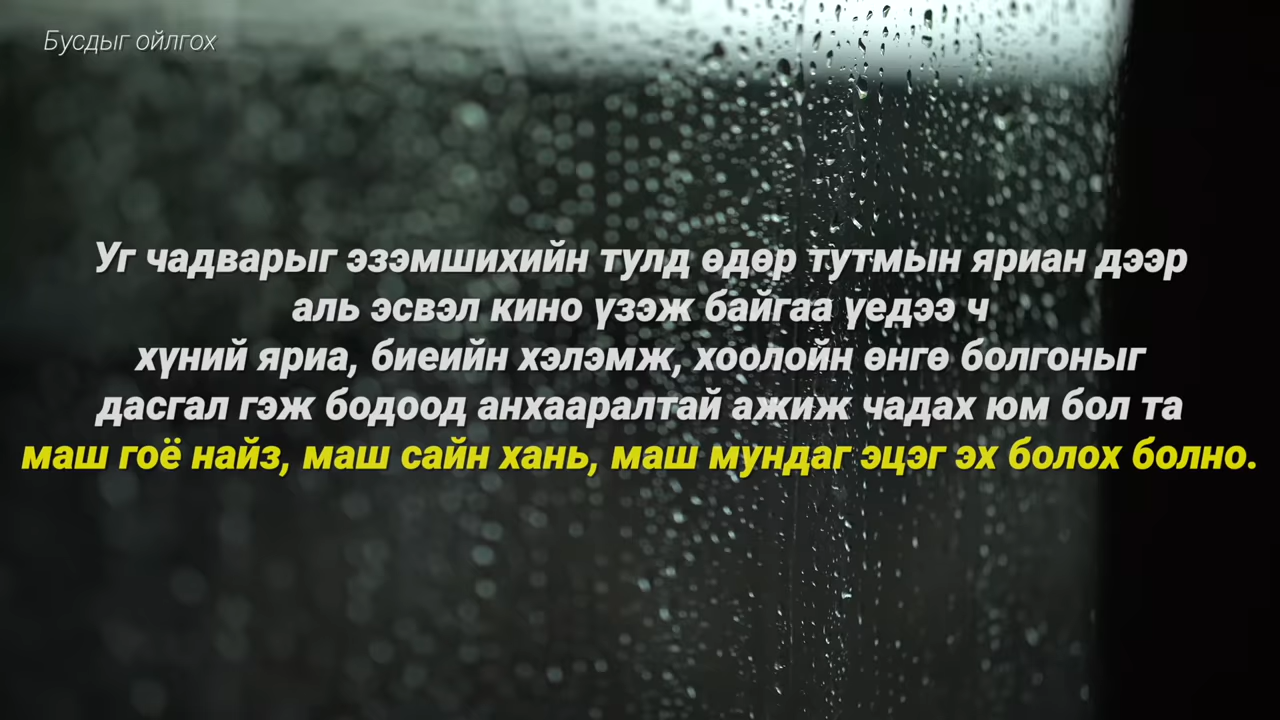 Бусдыг ойлгох
Уг чадварыг эзэмшихийн тулд өдөр тутмын яриан дээр
аль эсвэл кино үзэж байгаа үедээ ч
хүний яриа, биеийн хэлэмж, хоолойн өнгө болгоныг
дасгал гэж бодоод анхааралтай ажиж чадах юм бол та
маш гоё найз, маш сайн хань, маш мундаг эцэг эх болох болно.